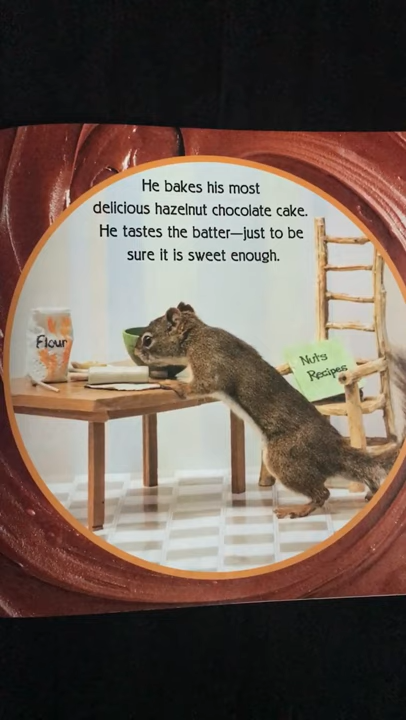 He bakes his most
delicious hazelnut chocolate cake.
He tastes the batter—just to be
sure it is sweet enough.
Flour
Nuts
Recipes